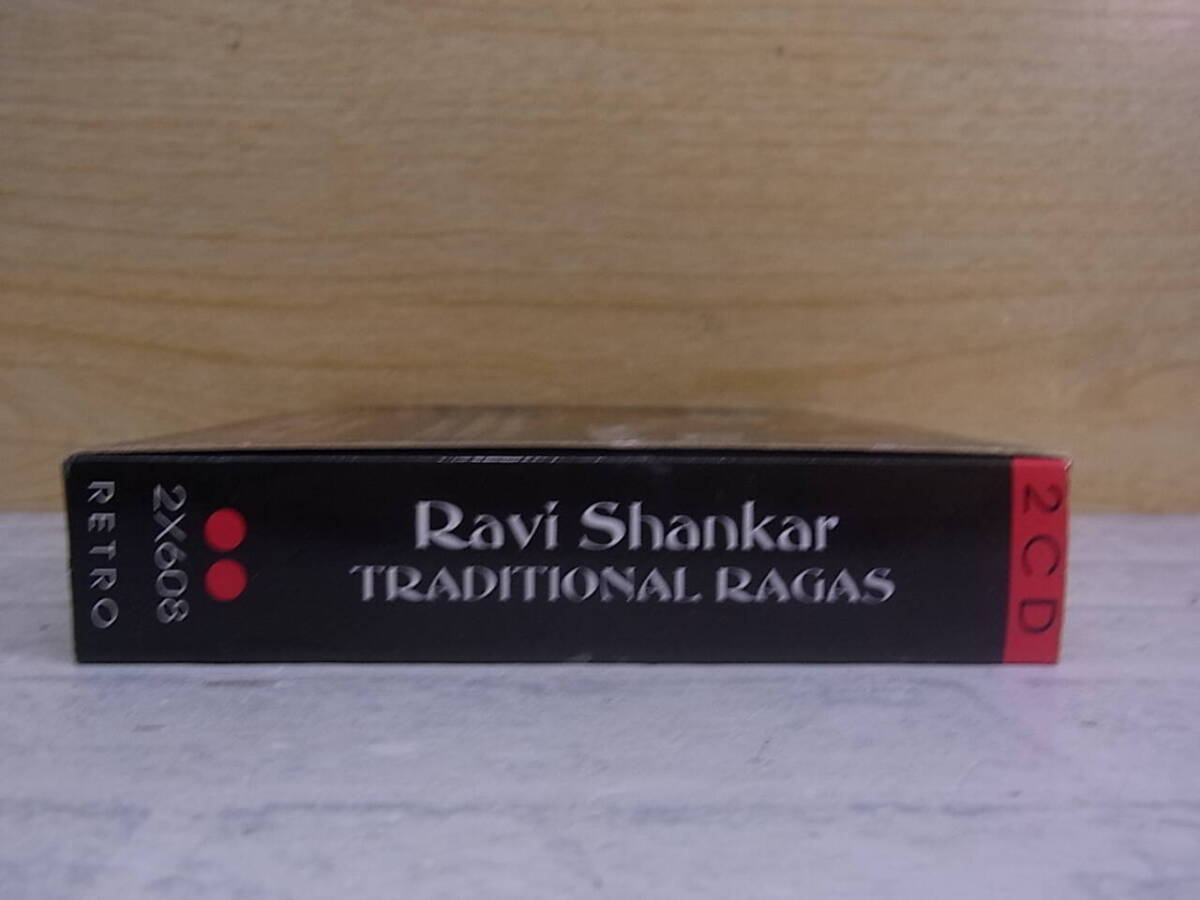 RETRO
2X608
Ravi Shankar
TRADITIONAL RAGAS
2CD